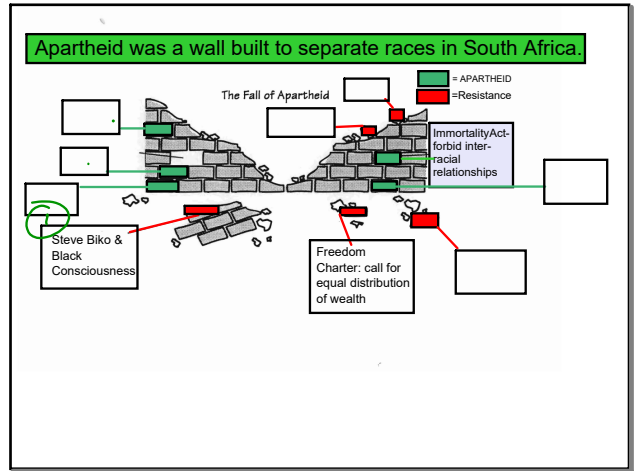 Apartheid was a wall built to separate races in South Africa.
The Fall of Apartheid
= APARTHEID
=Resistance
ImmortalityAct-
forbid inter-
racial
relationships
Steve Biko &
Black
Consciousness
Freedom
Charter: call for
equal distribution
of wealth